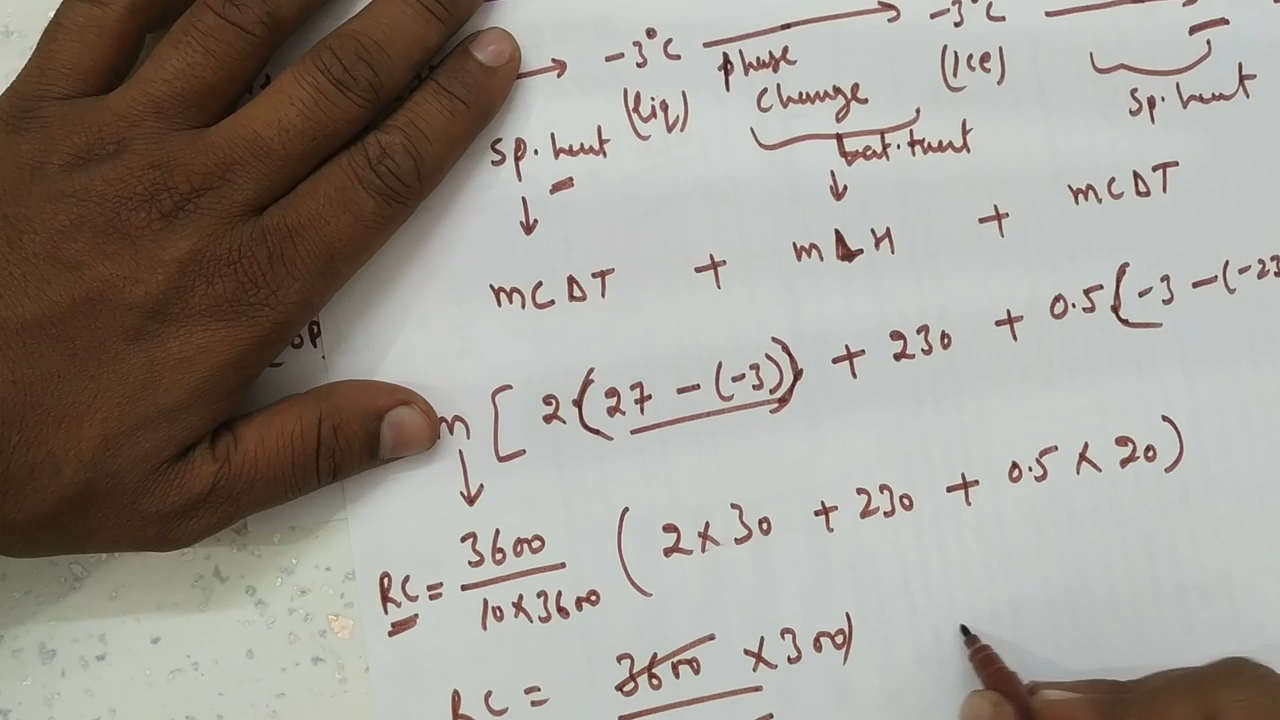 → -3°C → -3°C →
(liq) phase change (Ice)
sp.heat Lat.heat sp.heat
↓ ↓
mCΔT + mΔH + mCΔT
m [ 2(27 - (-3)) + 230 + 0.5(-3 -(-23
↓
RC = 3600 / 10×3600 ( 2×30 + 230 + 0.5 × 20)
RC = 3600 × 300)